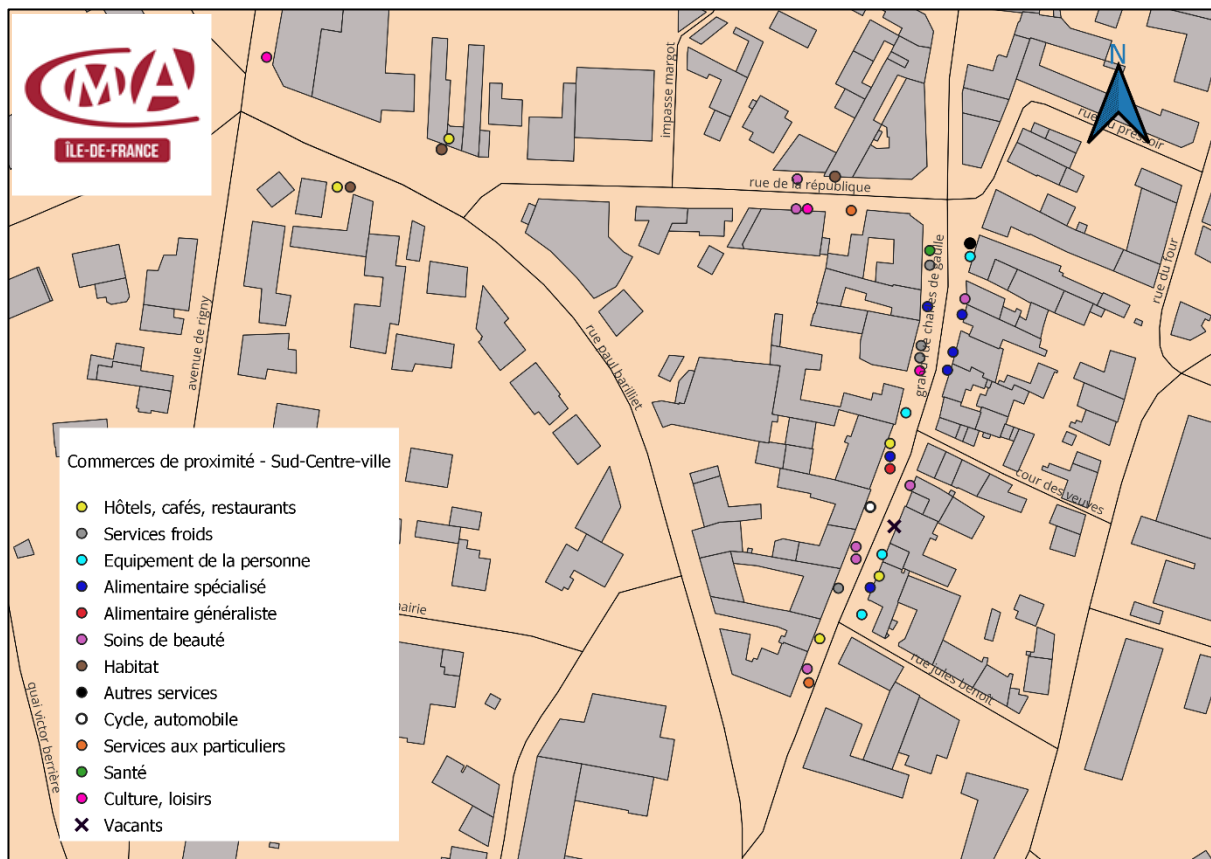 CMA
ÎLE-DE-FRANCE
N
impasse margot
rue du pressoir
rue de la république
grand rue charles de gaulle
rue du four
avenue de rigny
rue paul barilliet
cour des veuves
mairie
rue jules benoît
quai victor berrière
Commerces de proximité - Sud-Centre-ville
Hôtels, cafés, restaurants
Services froids
Equipement de la personne
Alimentaire spécialisé
Alimentaire généraliste
Soins de beauté
Habitat
Autres services
Cycle, automobile
Services aux particuliers
Santé
Culture, loisirs
Vacants